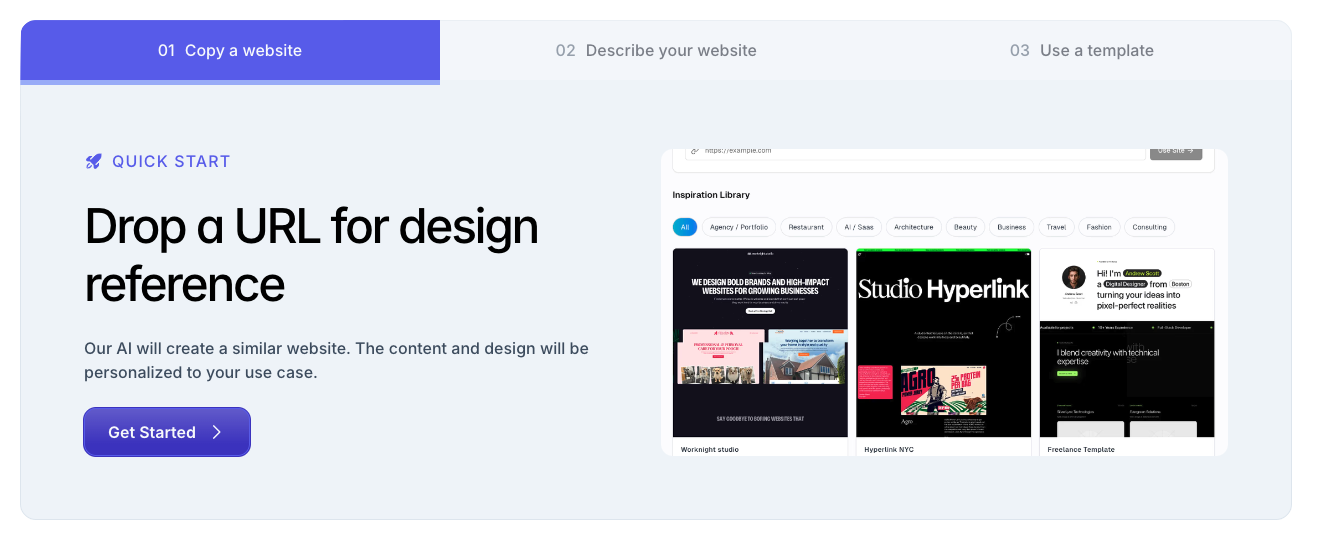 01 Copy a website
02 Describe your website
03 Use a template
QUICK START
Drop a URL for design
reference
Our AI will create a similar website. The content and design will be
personalized to your use case.
Get Started
https://example.com
Use Site →
Inspiration Library
All
Agency / Portfolio
Restaurant
AI / Saas
Architecture
Beauty
Business
Travel
Fashion
Consulting
WE DESIGN BOLD BRANDS AND HIGH-IMPACT
WEBSITES FOR GROWING BUSINESSES
SAY GOODBYE TO BORING WEBSITES THAT
Worknight studio
Studio Hyperlink
AGRO
25% PROTEIN
PER BAG
Agro
Hyperlink NYC
Hi! I'm Andrew Scott
a Digital Designer from Boston
turning your ideas into
pixel-perfect realities
I blend creativity with technical
expertise
Freelance Template